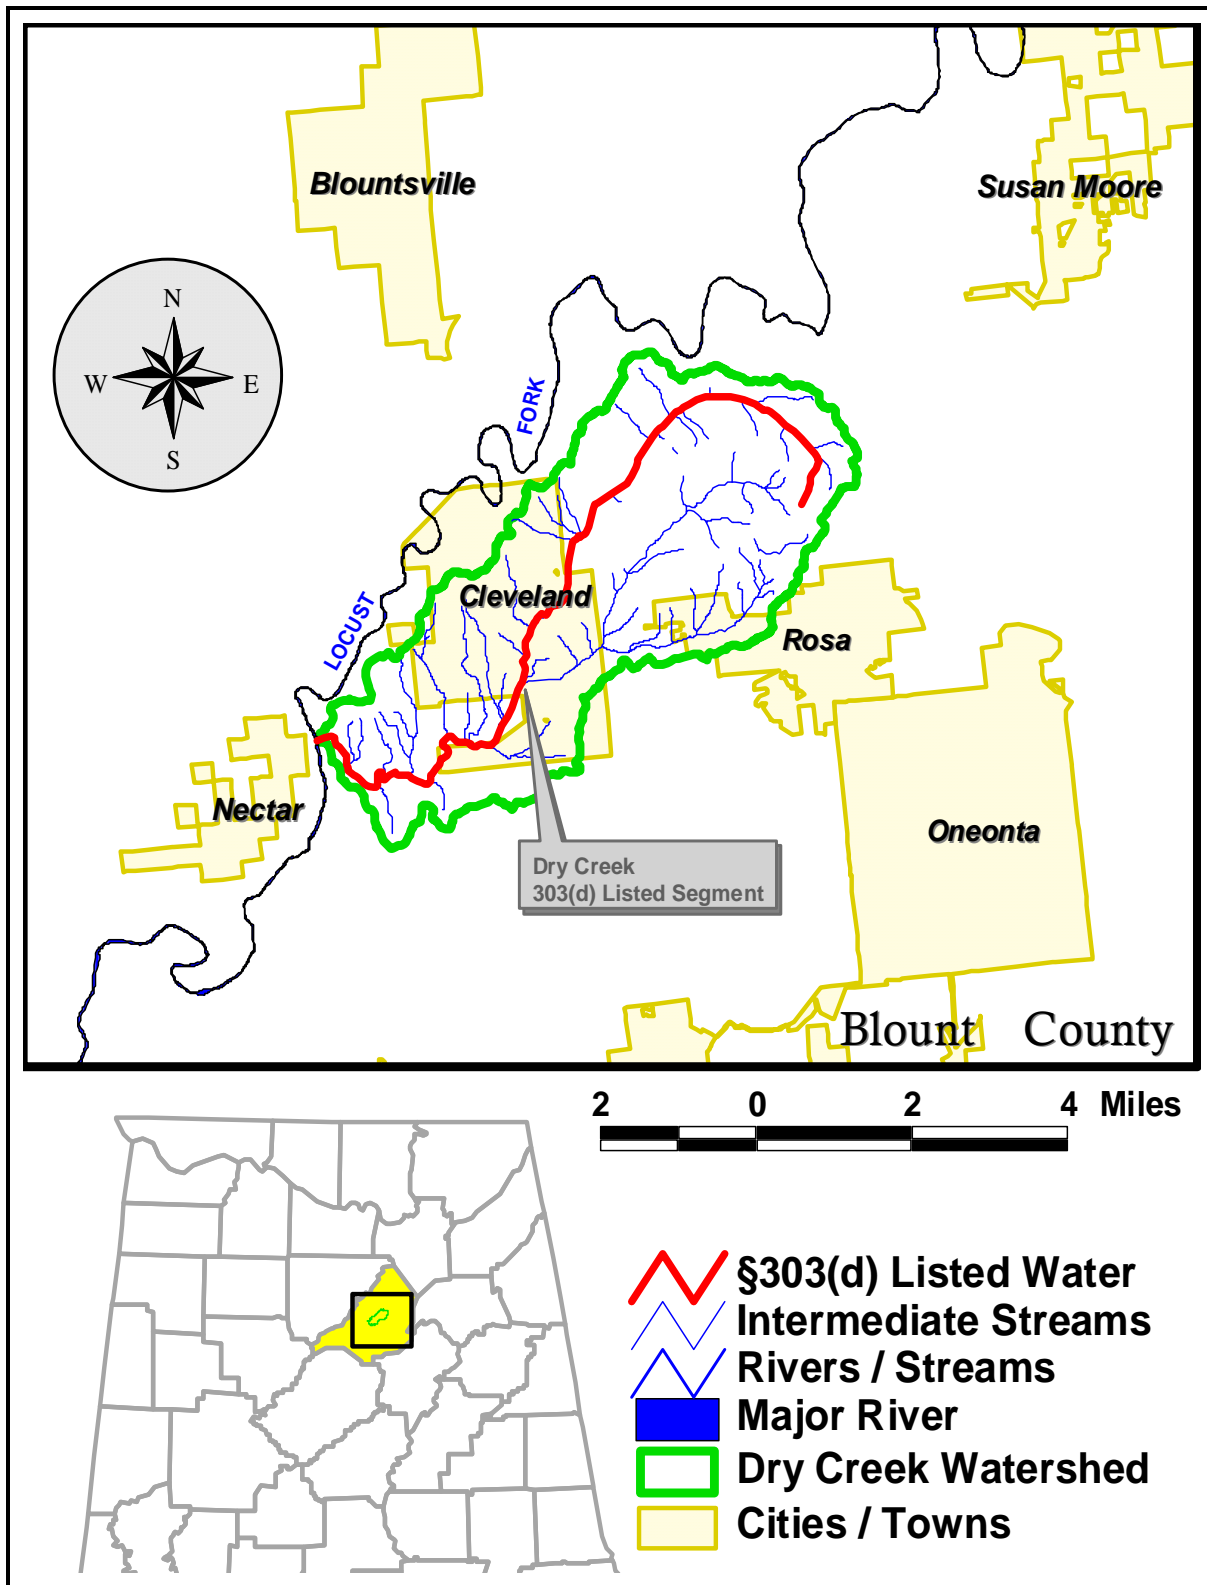 Blountsville
Susan Moore
N
W
E
S
FORK
LOCUST
Cleveland
Rosa
Nectar
Oneonta
Dry Creek
303(d) Listed Segment
Blount County
2 0 2 4 Miles
§303(d) Listed Water
Intermediate Streams
Rivers / Streams
Major River
Dry Creek Watershed
Cities / Towns